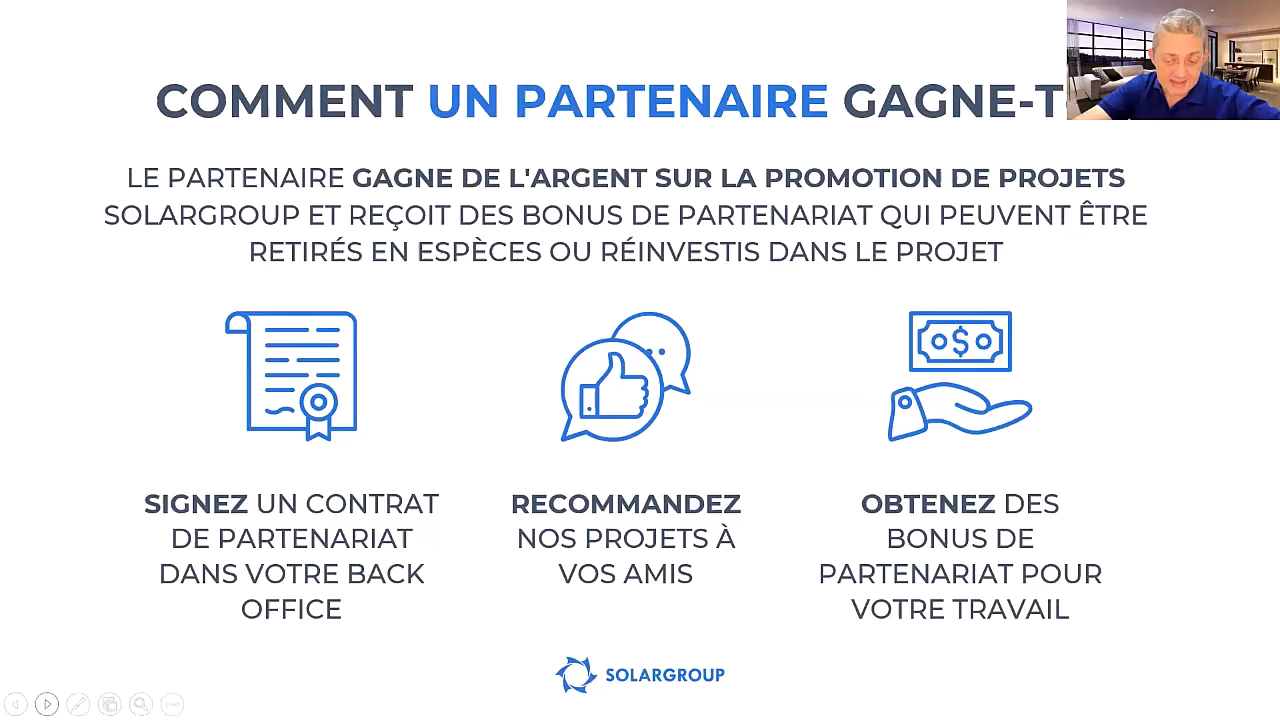 COMMENT UN PARTENAIRE GAGNE-T
LE PARTENAIRE GAGNE DE L'ARGENT SUR LA PROMOTION DE PROJETS
SOLARGROUP ET REÇOIT DES BONUS DE PARTENARIAT QUI PEUVENT ÊTRE
RETIRÉS EN ESPÈCES OU RÉINVESTIS DANS LE PROJET
SIGNEZ UN CONTRAT
DE PARTENARIAT
DANS VOTRE BACK
OFFICE
RECOMMANDEZ
NOS PROJETS À
VOS AMIS
$
OBTENEZ DES
BONUS DE
PARTENARIAT POUR
VOTRE TRAVAIL
SOLARGROUP